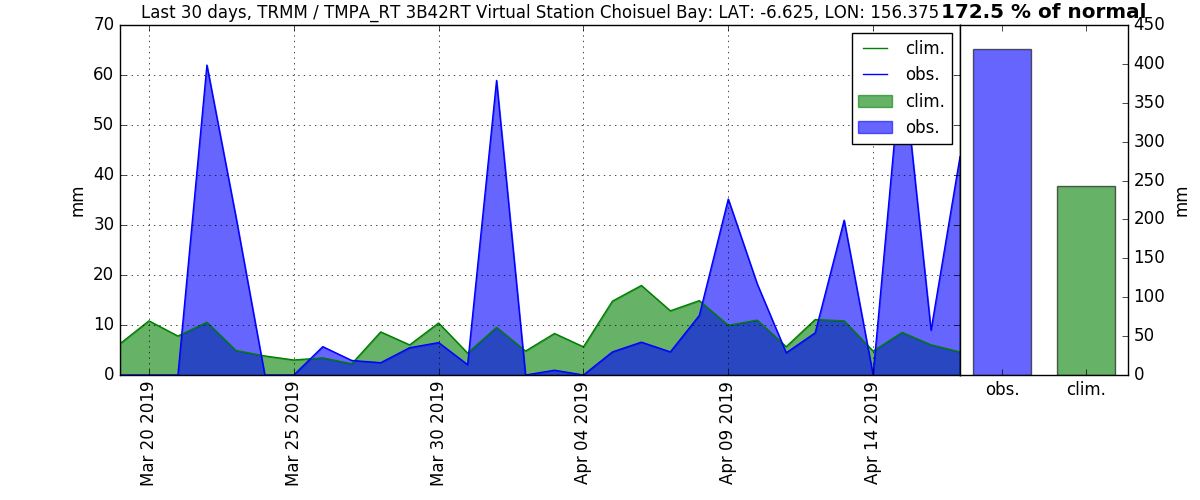 Last 30 days, TRMM / TMPA_RT 3B42RT Virtual Station Choisuel Bay: LAT: -6.625, LON: 156.375
172.5 % of normal
70
60
50
40
30
20
10
0
mm
clim.
obs.
clim.
obs.
Mar 20 2019
Mar 25 2019
Mar 30 2019
Apr 04 2019
Apr 09 2019
Apr 14 2019
450
400
350
300
250
200
150
100
50
0
mm
obs.
clim.